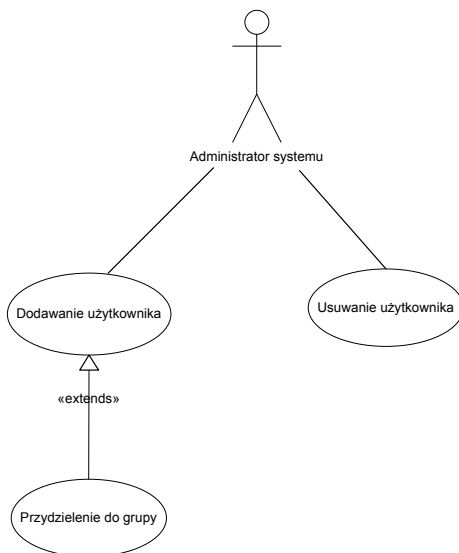 Administrator systemu
Dodawanie użytkownika
Usuwanie użytkownika
«extends»
Przydzielenie do grupy